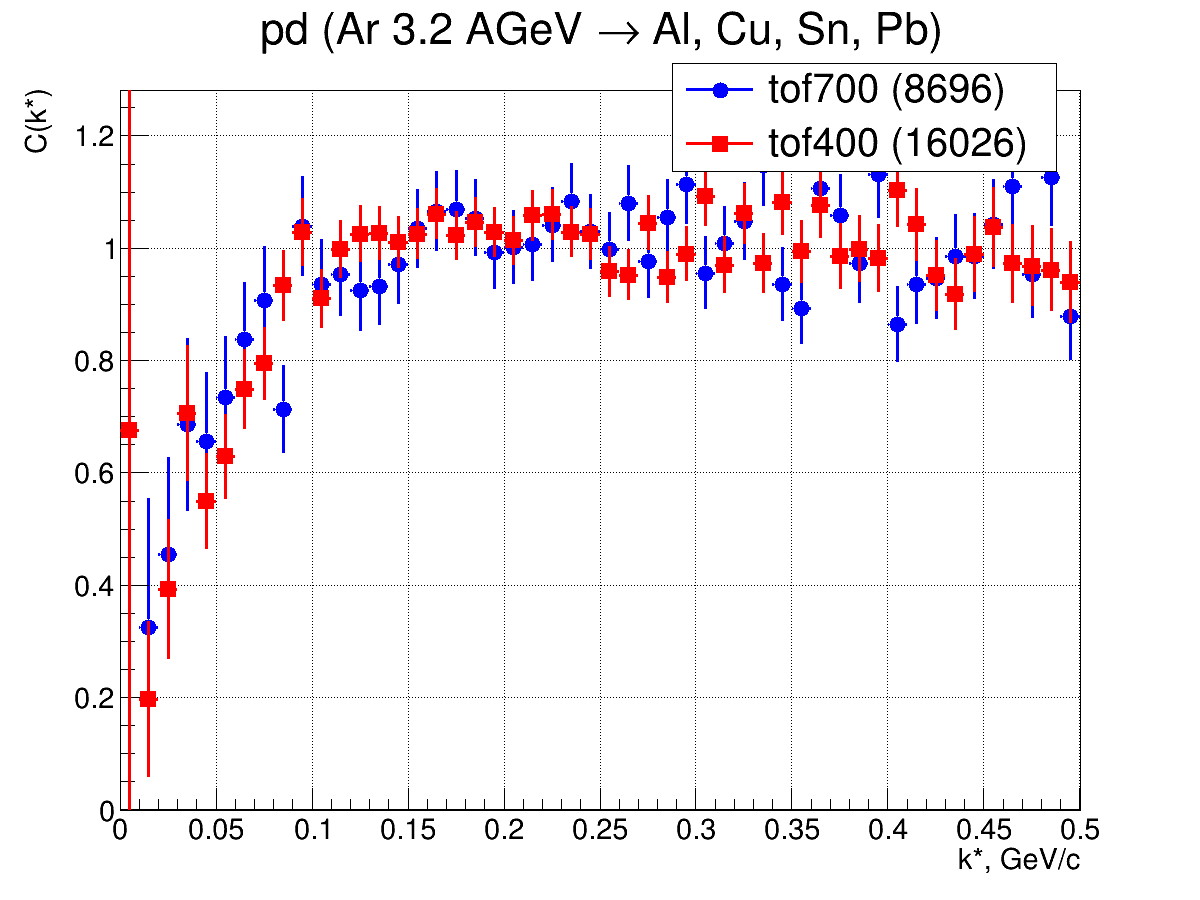 pd (Ar 3.2 AGeV → Al, Cu, Sn, Pb)
tof700 (8696)
tof400 (16026)
C(k*)
1.2
1
0.8
0.6
0.4
0.2
0
0 0.05 0.1 0.15 0.2 0.25 0.3 0.35 0.4 0.45 0.5
k*, GeV/c